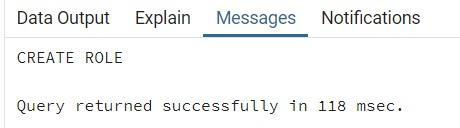 Data Output Explain Messages Notifications
CREATE ROLE
Query returned successfully in 118 msec.